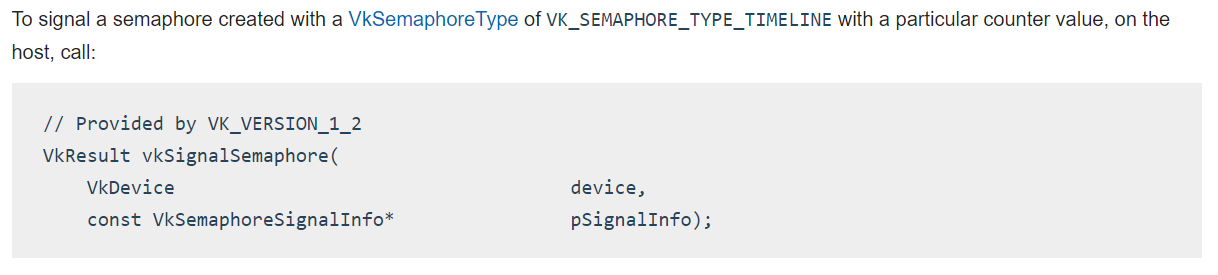 To signal a semaphore created with a VkSemaphoreType of VK_SEMAPHORE_TYPE_TIMELINE with a particular counter value, on the
host, call:
// Provided by VK_VERSION_1_2
VkResult vkSignalSemaphore(
    VkDevice                                    device,
    const VkSemaphoreSignalInfo*                pSignalInfo);